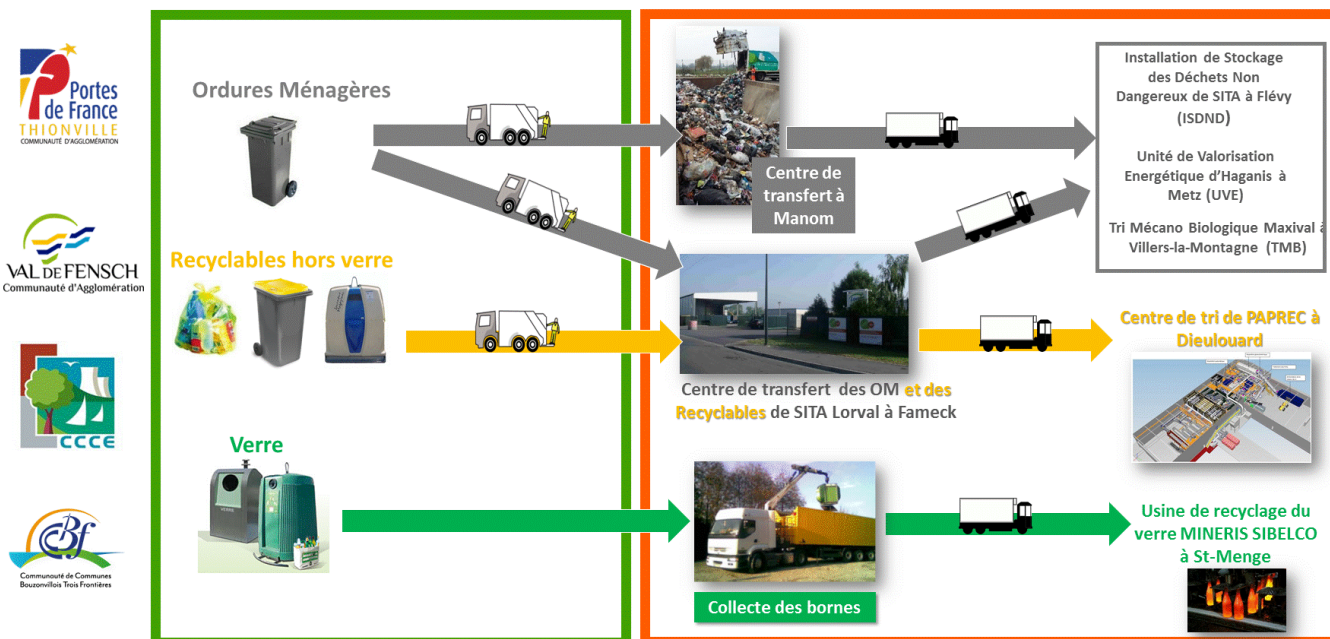 Portes
de France
THIONVILLE
COMMUNAUTÉ D'AGGLOMÉRATION
VAL DE FENSCH
Communauté d'Agglomération
CCCE
CBf
Communauté de Communes
Bouzonvillois Trois Frontières
Ordures Ménagères
Recyclables hors verre
Verre
Centre de
transfert à
Manom
Centre de transfert des OM et des
Recyclables de SITA Lorval à Fameck
Collecte des bornes
Installation de Stockage
des Déchets Non
Dangereux de SITA à Flévy
(ISDND)
Unité de Valorisation
Energétique d'Haganis à
Metz (UVE)
Tri Mécano Biologique Maxival à
Villers-la-Montagne (TMB)
Centre de tri de PAPREC à
Dieulouard
Usine de recyclage du
verre MINERIS SIBELCO
à St-Menge